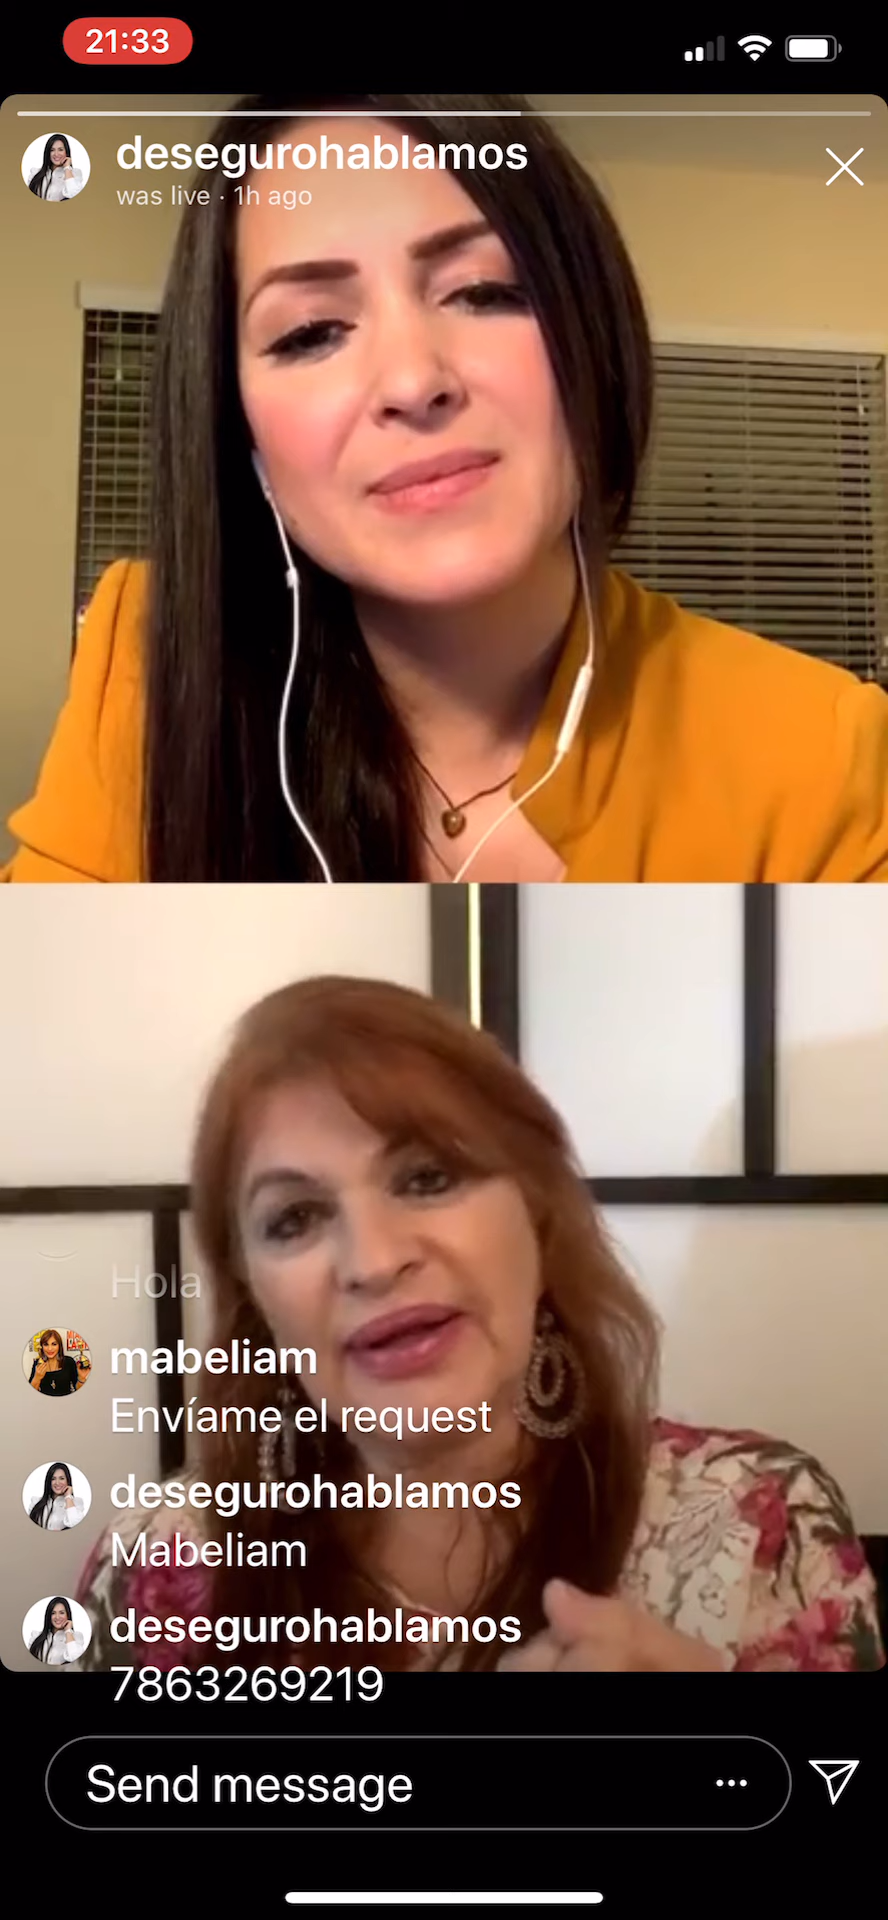 21:33
desegurohablamos
was live · 1h ago
Hola
mabeliam
Envíame el request
desegurohablamos
Mabeliam
desegurohablamos
7863269219
Send message